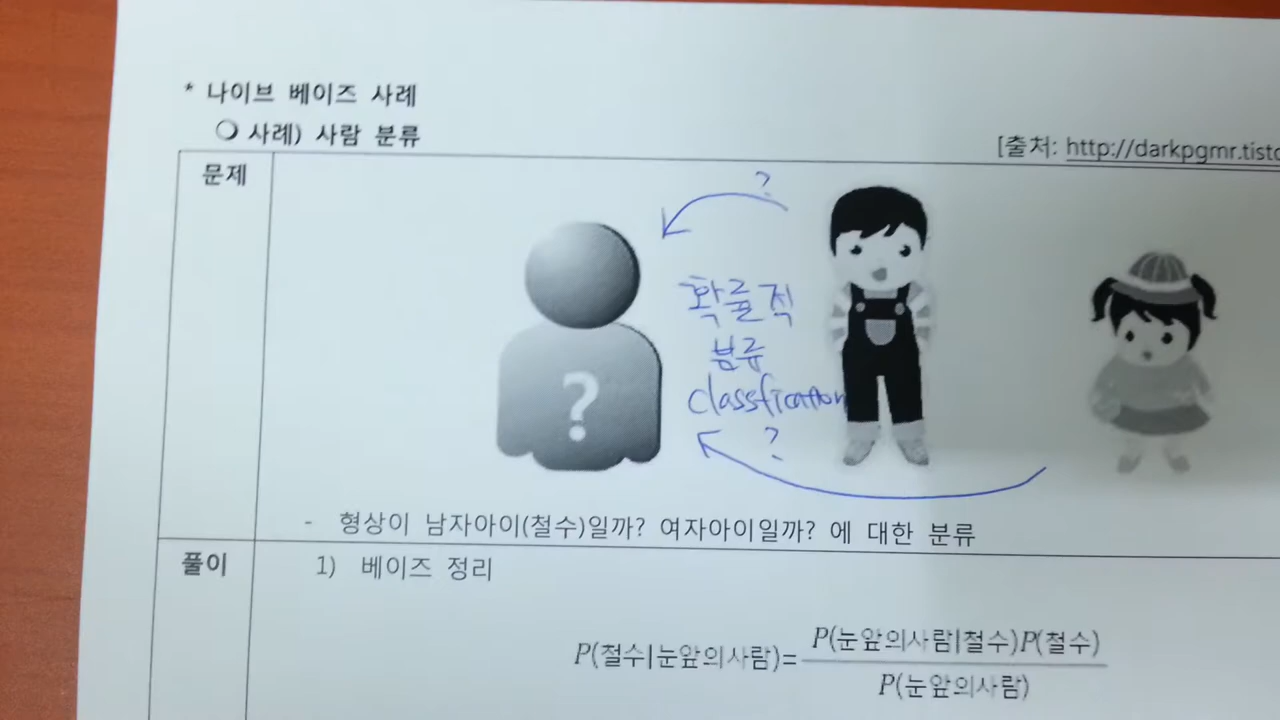 * 나이브 베이즈 사례
❍ 사례) 사람 분류
[출처: http://darkpgmr.tisto
문제
?
확률적
분류
classfication
?
?
- 형상이 남자아이(철수)일까? 여자아이일까? 에 대한 분류
풀이
1) 베이즈 정리
P(철수|눈앞의사람)=
P(눈앞의사람|철수)P(철수)
P(눈앞의사람)